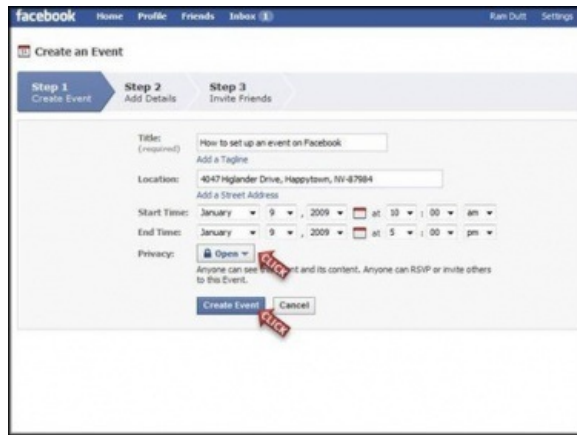 facebook Home Profile Friends Inbox 1 Ram Dutt Settings
Create an Event
Step 1 Step 2 Step 3
Create Event Add Details Invite Friends
Title: How to set up an event on Facebook
(required)
Add a Tagline
Location: 4047 Higlander Drive, Happytown, NV-87984
Add a Street Address
Start Time: January 9 , 2009 at 10 : 00 am
End Time: January 9 , 2009 at 5 : 00 pm
Privacy: Open
CLICK
Anyone can see nt and its content. Anyone can RSVP or invite others
to this Event.
Create Event Cancel
CLICK